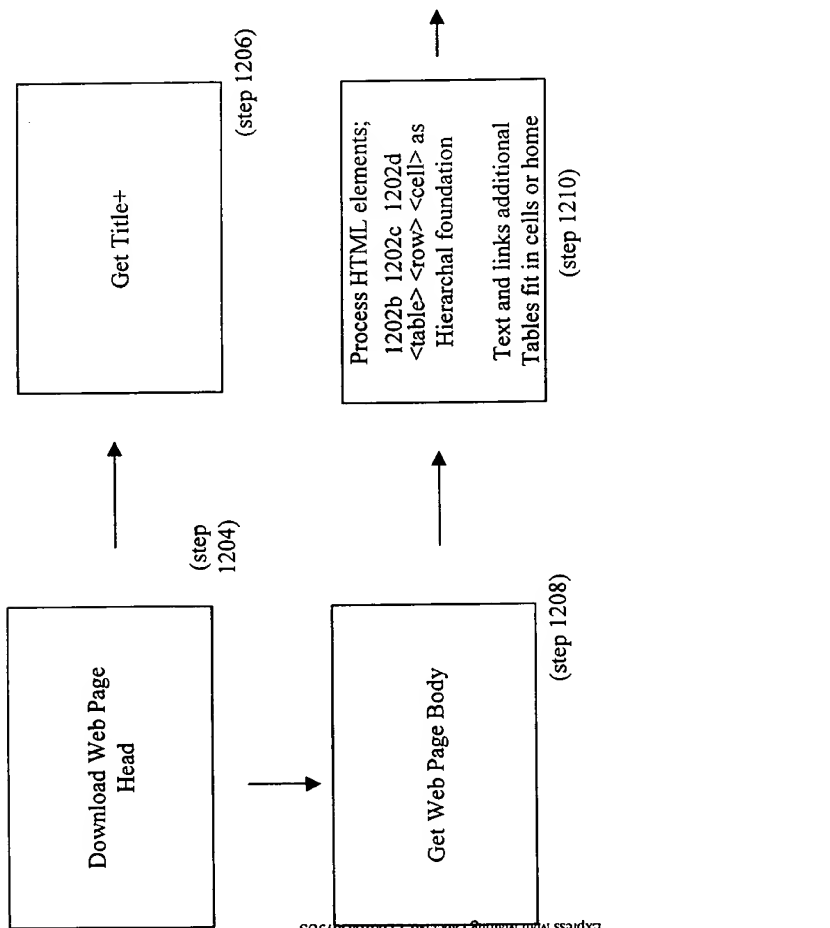 Download Web Page
Head
(step
1204)
Get Title+
(step 1206)
Get Web Page Body
(step 1208)
Process HTML elements;
1202b 1202c 1202d
<table> <row> <cell> as
Hierarchal foundation
Text and links additional
Tables fit in cells or home
(step 1210)
Express Mail